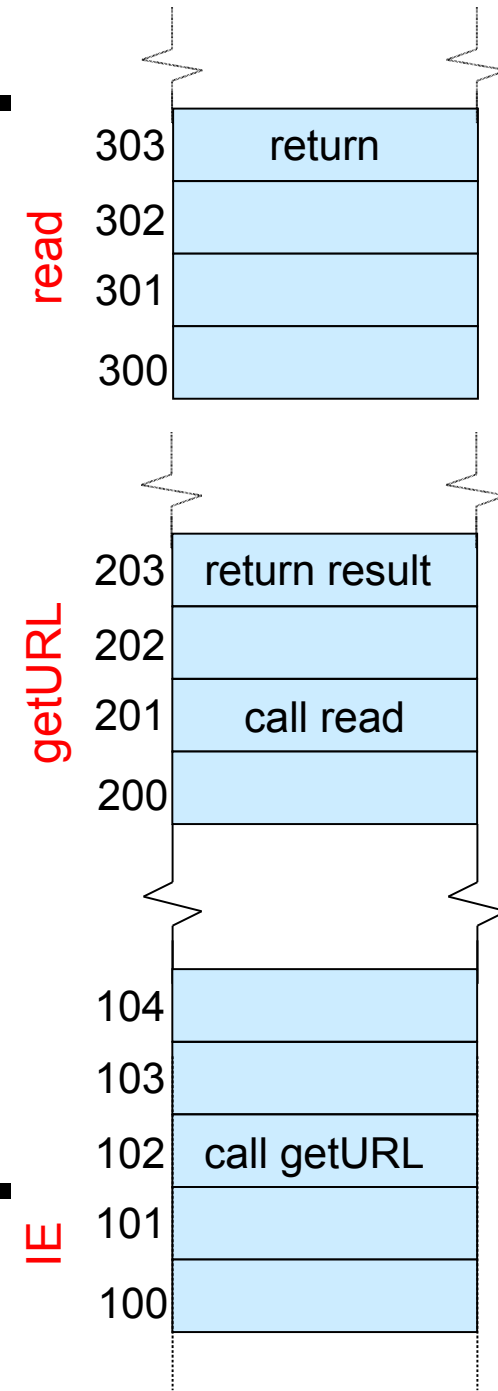 read
303 return
302
301
300
getURL
203 return result
202
201 call read
200
IE
104
103
102 call getURL
101
100